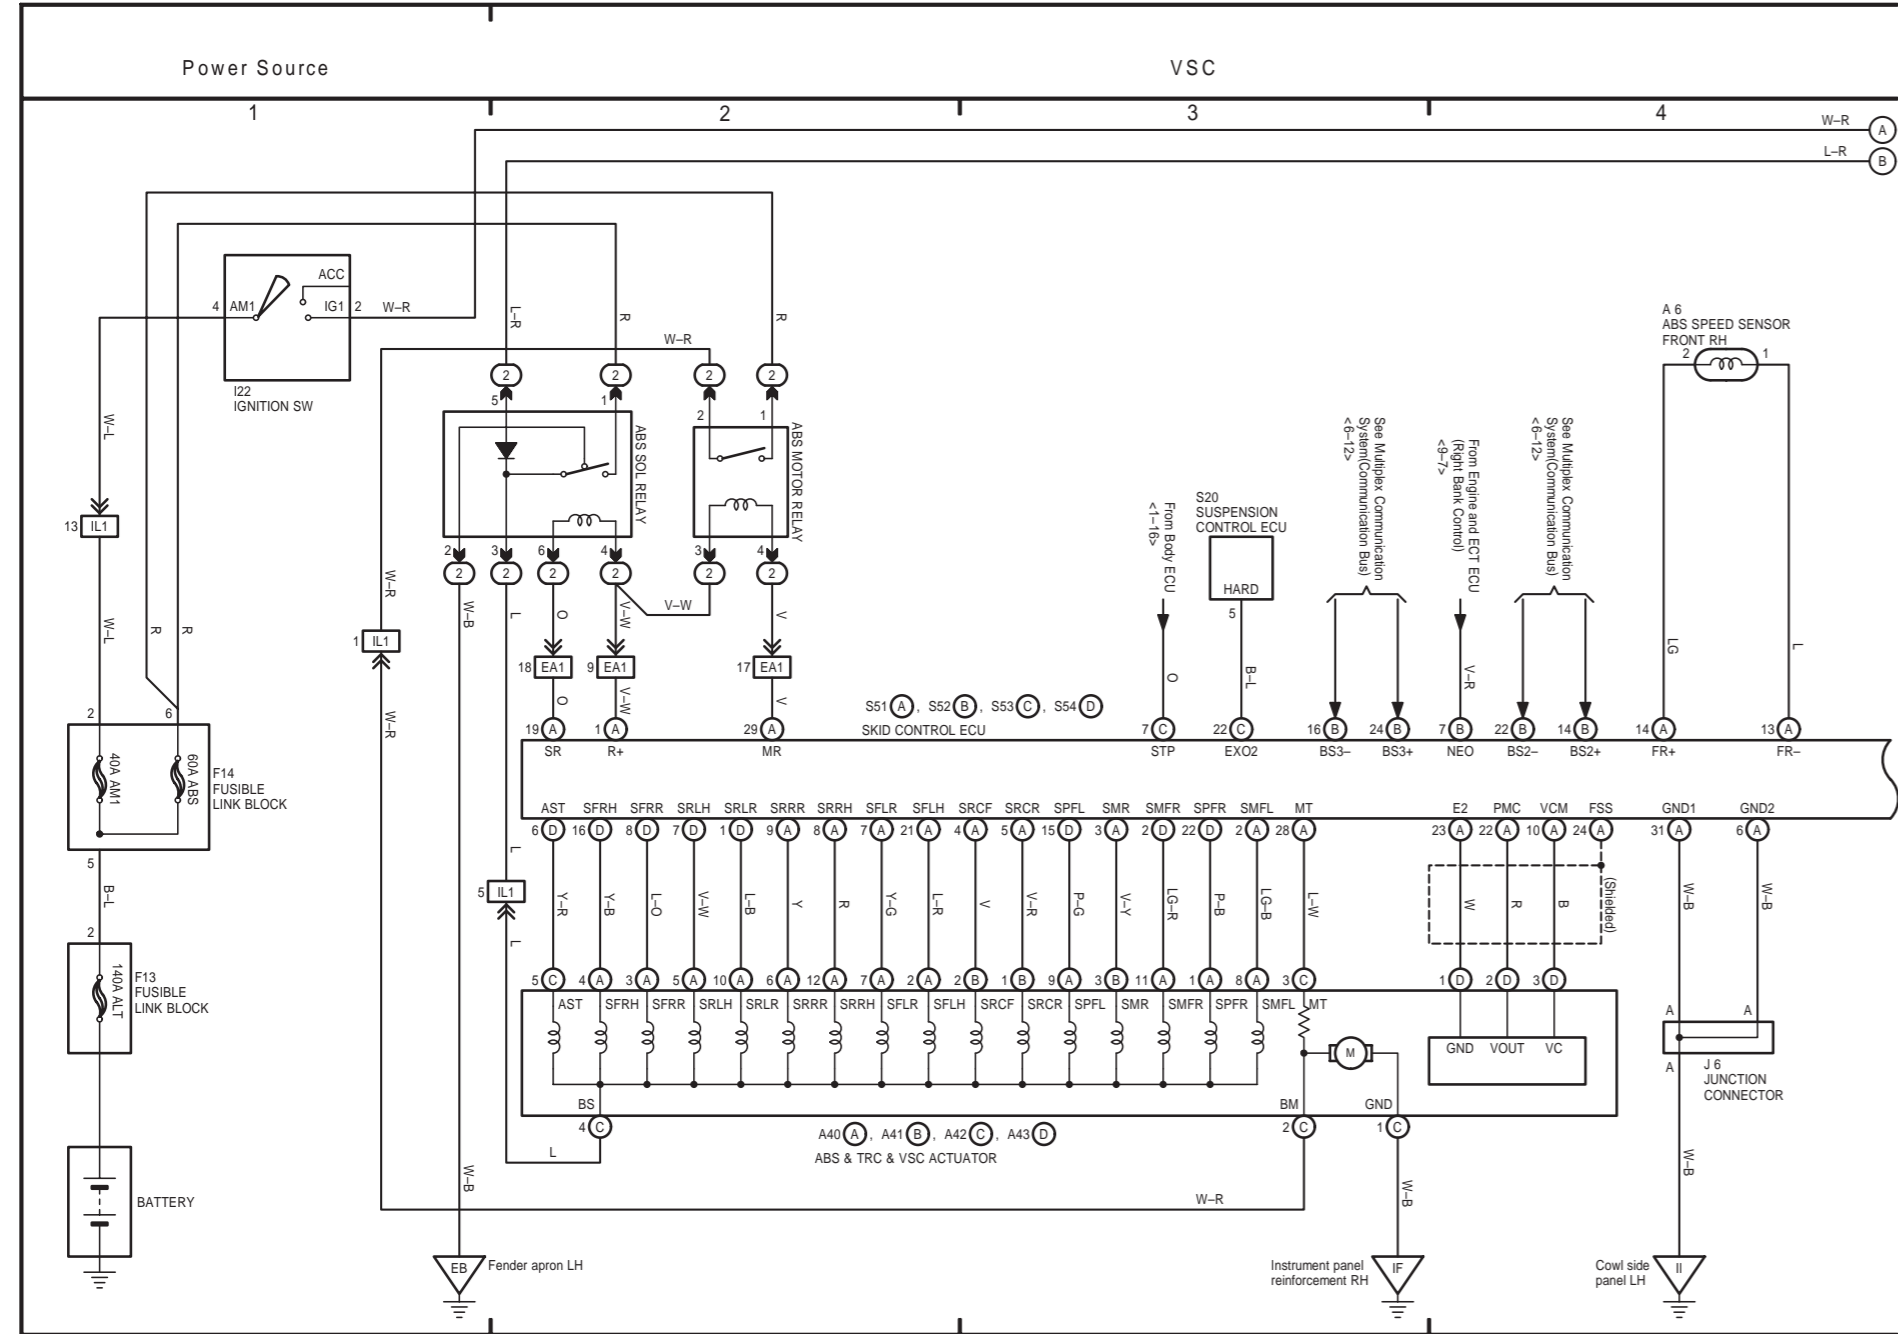 Power Source
VSC
1
2
3
4
W–R
A
L–R
B
ACC
4
AM1
IG1
2
W–R
I22
IGNITION SW
L–R
R
W–R
R
A 6
ABS SPEED SENSOR
FRONT RH
2
1
2
2
2
2
5
1
2
1
ABS SOL RELAY
ABS MOTOR RELAY
W–L
13
IL1
2
3
6
4
3
4
2
2
2
2
2
2
From Body ECU
<1–16>
S20
SUSPENSION
CONTROL ECU
HARD
5
See Multiplex Communication
System(Communication Bus)
<6–12>
From Engine and ECT ECU
(Right Bank Control)
<9–7>
See Multiplex Communication
System(Communication Bus)
<6–12>
W–L
R
R
W–R
1
IL1
W–R
W–B
L
O
V–W
V–W
V
18
EA1
9
EA1
17
EA1
O
V–W
V
O
B–L
V–R
LG
L
S51 A , S52 B , S53 C , S54 D
SKID CONTROL ECU
19 A
1 A
29 A
7 C
22 C
16 B
24 B
7 B
22 B
14 B
14 A
13 A
SR
R+
MR
STP
EXO2
BS3–
BS3+
NEO
BS2–
BS2+
FR+
FR–
2
6
40A AM1
60A ABS
F14
FUSIBLE
LINK BLOCK
5
AST SFRH SFRR SRLH SRLR SRRR SRRH SFLR SFLH SRCF SRCR SPFL SMR SMFR SPFR SMFL MT E2 PMC VCM FSS GND1 GND2
6 D 16 D 8 D 7 D 1 D 9 A 8 A 7 A 21 A 4 A 5 A 15 D 3 A 2 D 22 D 2 A 28 A 23 A 22 A 10 A 24 A 31 A 6 A
B–L
L
5
IL1
L
Y–R
Y–B
L–O
V–W
L–B
Y
R
Y–G
L–R
V
V–R
P–G
V–Y
LG–R
P–B
LG–B
L–W
W
R
B
(Shielded)
W–B
W–B
2
140A ALT
F13
FUSIBLE
LINK BLOCK
5 C 4 A 3 A 5 A 10 A 6 A 12 A 7 A 2 A 2 B 1 B 9 A 3 B 11 A 1 A 8 A 3 C 1 D 2 D 3 D
AST SFRH SFRR SRLH SRLR SRRR SRRH SFLR SFLH SRCF SRCR SPFL SMR SMFR SPFR SMFL MT
M
GND VOUT VC
A
A
A
J 6
JUNCTION
CONNECTOR
BS
BM
GND
4 C
2 C
1 C
A40 A , A41 B , A42 C , A43 D
ABS & TRC & VSC ACTUATOR
L
W–B
W–R
W–B
W–B
BATTERY
EB
Fender apron LH
Instrument panel
reinforcement RH
IF
Cowl side
panel LH
II